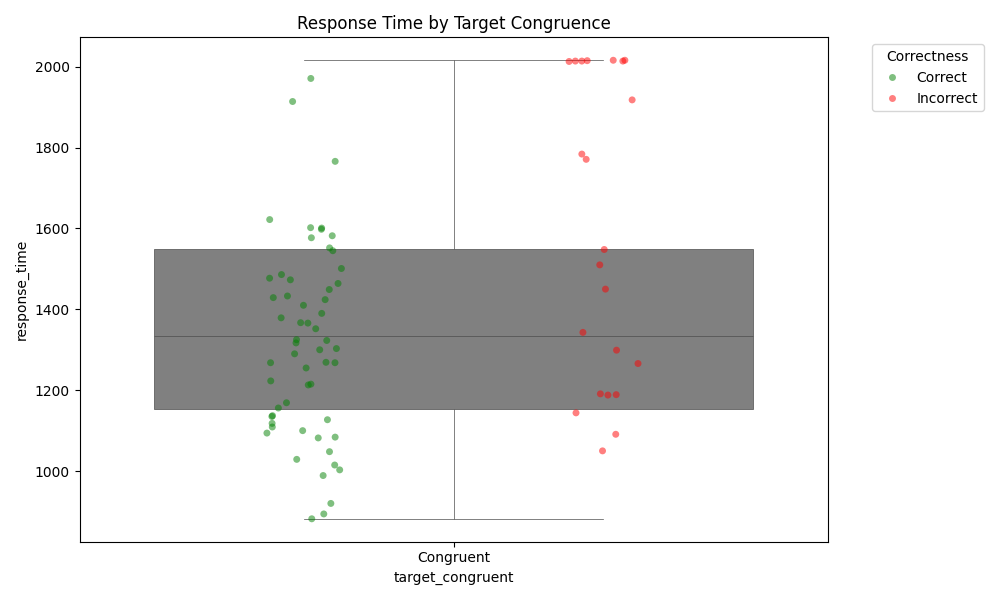 Response Time by Target Congruence
Correctness
Correct
Incorrect
response_time
2000
1800
1600
1400
1200
1000
Congruent
target_congruent